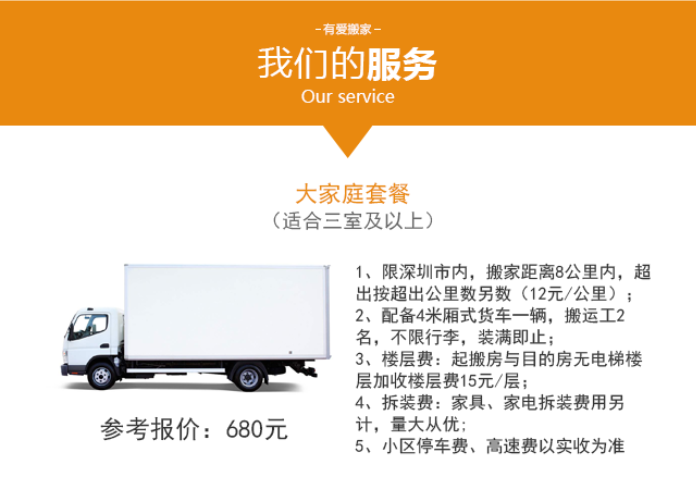 -有爱搬家-
我们的服务
Our service
大家庭套餐
（适合三室及以上）
1、限深圳市内，搬家距离8公里内，超
出按超出公里数另数（12元/公里）；
2、配备4米厢式货车一辆，搬运工2
名，不限行李，装满即止；
3、楼层费：起搬房与目的房无电梯楼
层加收楼层费15元/层；
4、拆装费：家具、家电拆装费用另
计，量大从优;
5、小区停车费、高速费以实收为准
参考报价：680元